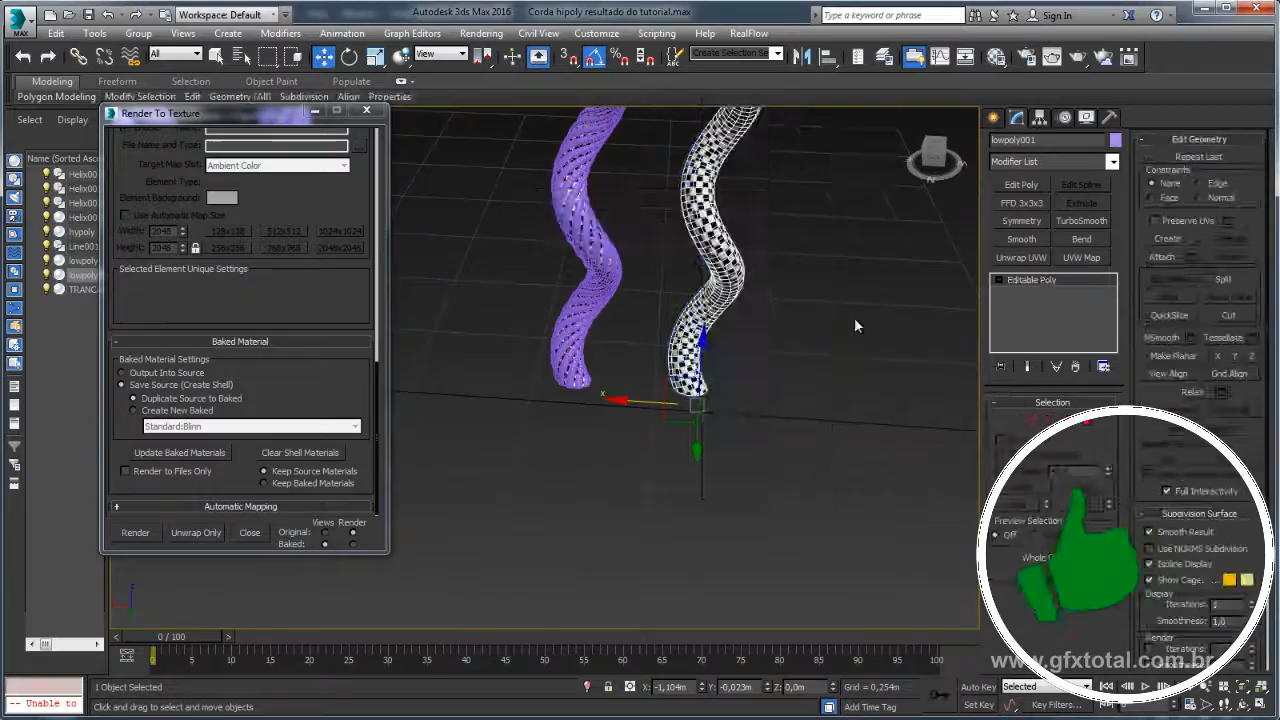 Workspace: Default
Autodesk 3ds Max 2016
Corda hipoly resultado do tutorial.max
Type a keyword or phrase
Sign In
MAX
Edit
Tools
Group
Views
Create
Modifiers
Animation
Graph Editors
Rendering
Civil View
Customize
Scripting
Help
RealFlow
All
View
Create Selection Se
Modeling
Freeform
Selection
Object Paint
Populate
Polygon Modeling
Modify Selection
Edit
Geometry (All)
Subdivision
Align
Properties
Select
Display
Name (Sorted Asce
Helix00
Helix00
Helix00
Helix00
hypoly
Line001
lowpoly
lowpoly
TRANC
Render To Texture
File Name and Type:
...
Target Map Slot:
Ambient Color
Element Type:
Element Background:
Use Automatic Map Size
Width:
2048
128x128
512x512
1024x1024
Height:
2048
256x256
768x768
2048x2048
Selected Element Unique Settings
Baked Material
Baked Material Settings
Output Into Source
Save Source (Create Shell)
Duplicate Source to Baked
Create New Baked
Standard:Blinn
Update Baked Materials
Clear Shell Materials
Render to Files Only
Keep Source Materials
Keep Baked Materials
Automatic Mapping
Views
Render
Render
Unwrap Only
Close
Original:
Baked:
x
z
lowpoly001
Modifier List
Edit Poly
Edit Spline
FFD 3x3x3
Extrude
Symmetry
TurboSmooth
Smooth
Bend
Unwrap UVW
UVW Map
Editable Poly
Selection
Preview Selection
Off
Edit Geometry
Repeat Last
Constraints
None
Edge
Face
Normal
Preserve UVs
Create
Attach
Split
QuickSlice
Cut
MSmooth
Tessellate
Make Planar
X
Y
Z
View Align
Grid Align
Relax
Full Interactivity
Subdivision Surface
Smooth Result
Use NURMS Subdivision
Isoline Display
Show Cage
Display
Iterations:
Smoothness:
1,0
Render
Iterations:
www.gfxtotal.com.br
0 / 100
0
5
10
15
20
25
30
35
40
45
50
55
60
65
70
75
80
85
90
95
100
1 Object Selected
X:
-1,104m
Y:
-0,023m
Z:
0,0m
Grid = 0,254m
Auto Key
Selected
-- Unable to
Click and drag to select and move objects
Add Time Tag
Set Key
Key Filters...